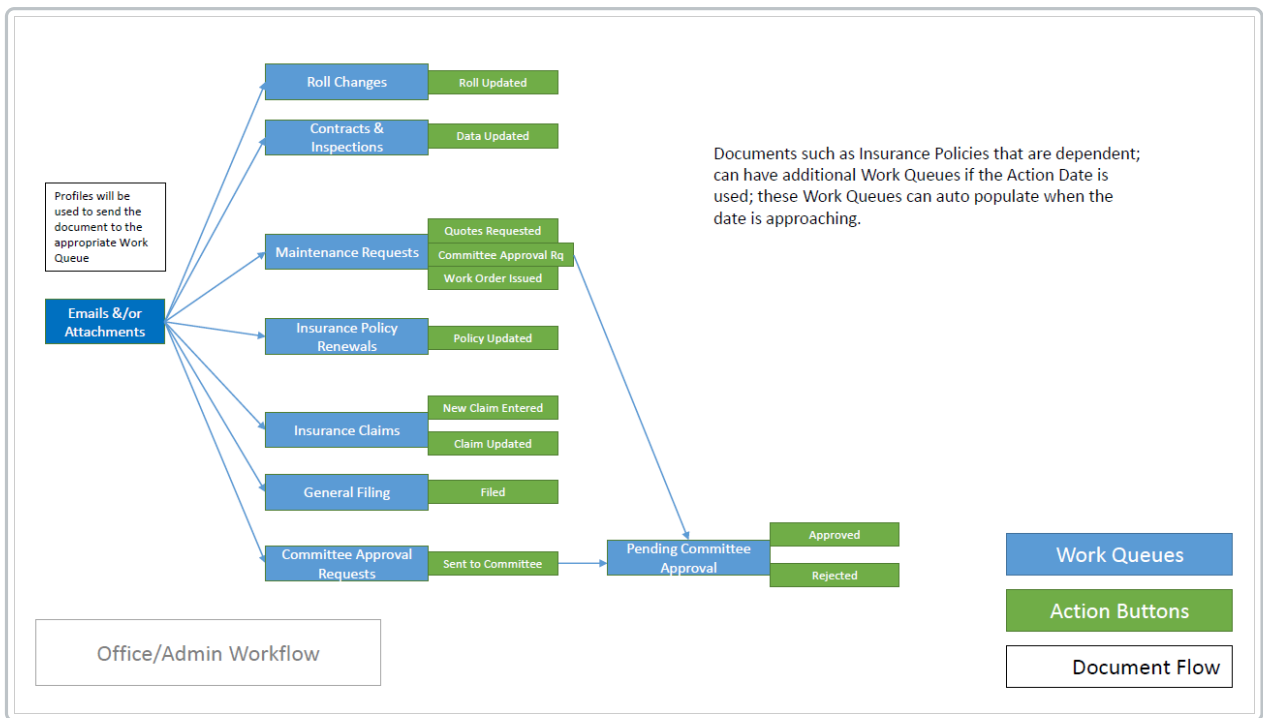 Roll Changes
Roll Updated
Contracts &
Inspections
Data Updated
Documents such as Insurance Policies that are dependent;
can have additional Work Queues if the Action Date is
used; these Work Queues can auto populate when the
date is approaching.
Profiles will be
used to send the
document to the
appropriate Work
Queue
Quotes Requested
Maintenance Requests
Committee Approval Rq
Work Order Issued
Emails &/or
Attachments
Insurance Policy
Renewals
Policy Updated
New Claim Entered
Insurance Claims
Claim Updated
General Filing
Filed
Committee Approval
Requests
Sent to Committee
Pending Committee
Approval
Approved
Rejected
Work Queues
Action Buttons
Document Flow
Office/Admin Workflow